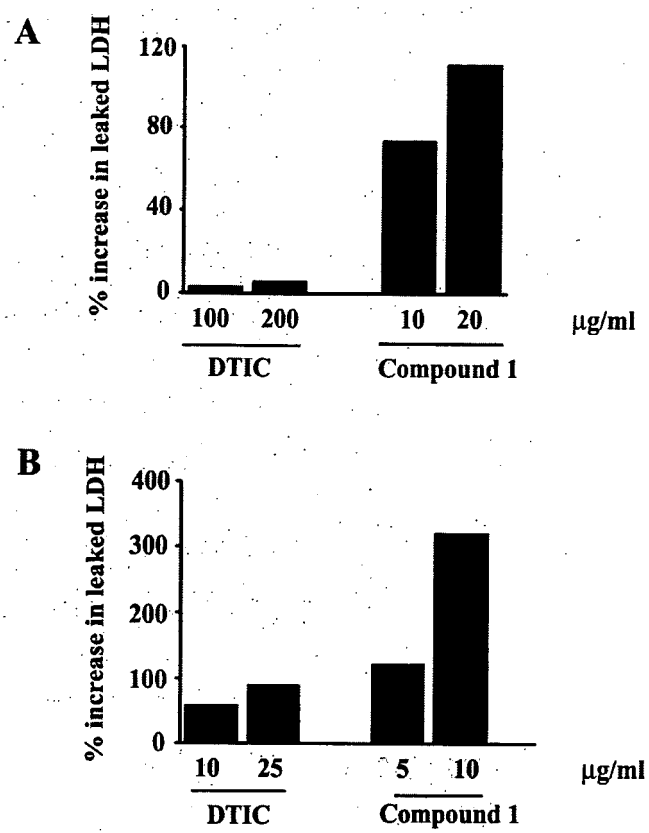 A
% increase in leaked LDH
120
80
40
0
100 200 10 20 µg/ml
DTIC Compound 1
B
% increase in leaked LDH
400
300
200
100
0
10 25 5 10 µg/ml
DTIC Compound 1